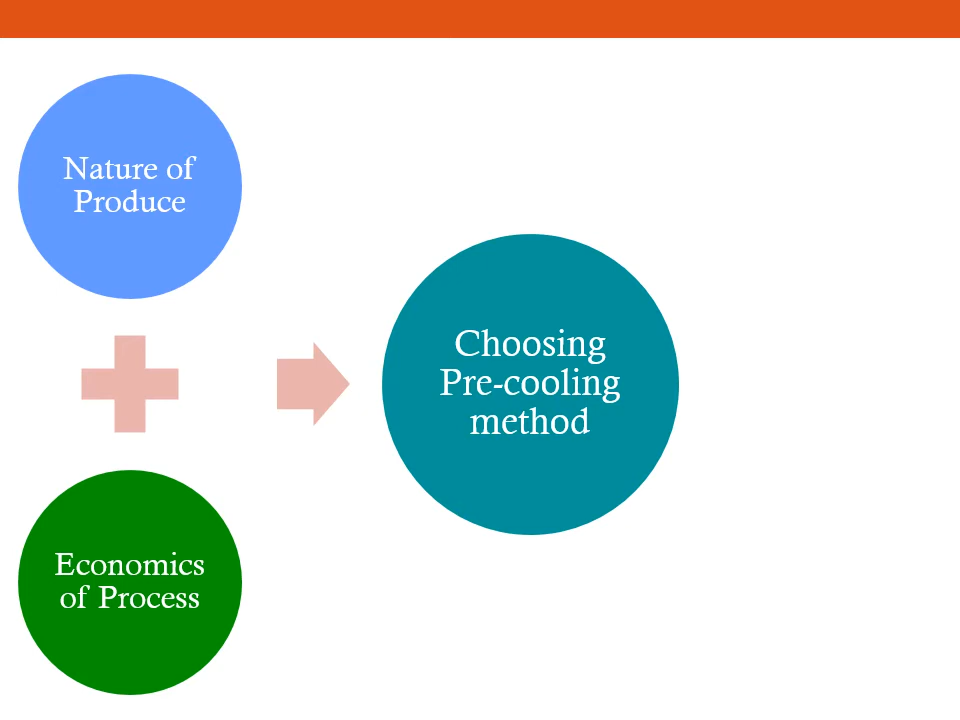 Nature of
Produce
Economics
of Process
Choosing
Pre-cooling
method